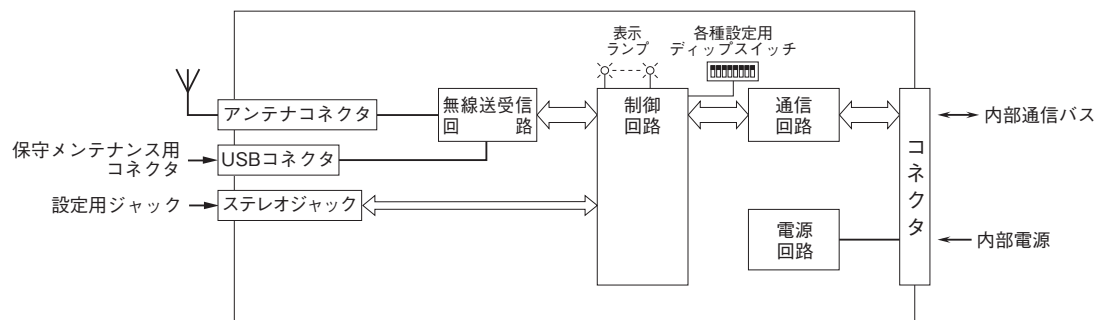 表示
ランプ
各種設定用
ディップスイッチ
アンテナコネクタ
無線送受信
回路
制御
回路
通信
回路
内部通信バス
保守メンテナンス用
コネクタ
USBコネクタ
設定用ジャック
ステレオジャック
コネクタ
電源
回路
内部電源